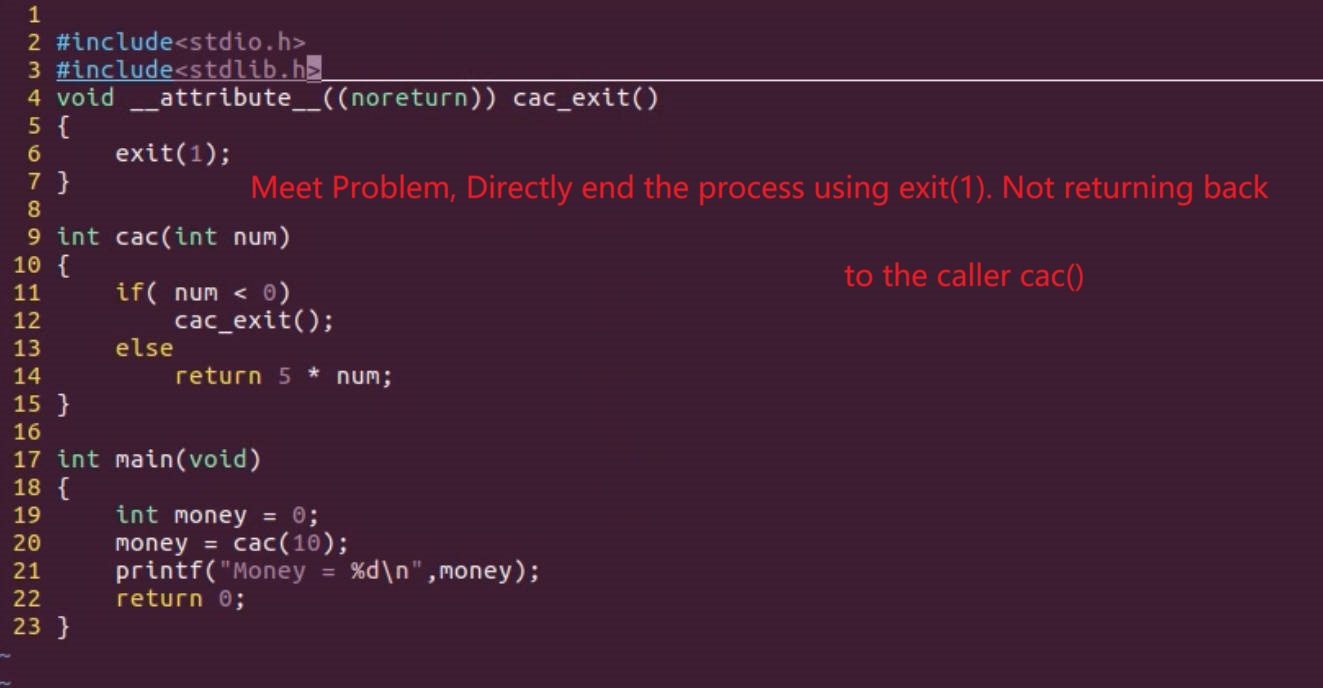 1
2 #include<stdio.h>
3 #include<stdlib.h>
4 void __attribute__((noreturn)) cac_exit()
5 {
6     exit(1);
7 }
Meet Problem, Directly end the process using exit(1). Not returning back
8
9 int cac(int num)
10 {
to the caller cac()
11     if( num < 0)
12         cac_exit();
13     else
14         return 5 * num;
15 }
16
17 int main(void)
18 {
19     int money = 0;
20     money = cac(10);
21     printf("Money = %d\n",money);
22     return 0;
23 }
~
~